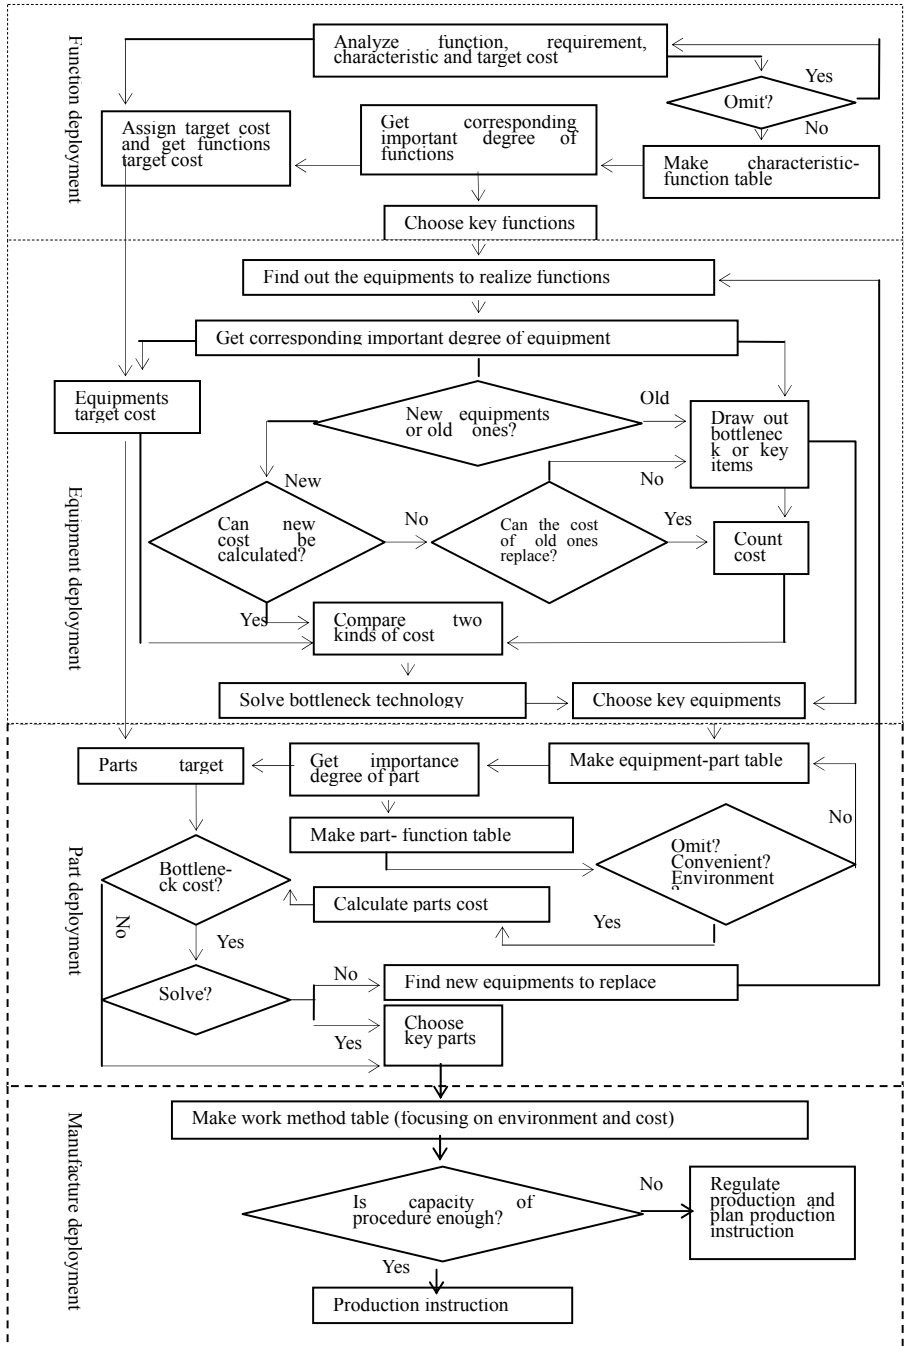 Function deployment
Analyze function, requirement,
characteristic and target cost
Yes
Omit?
No
Assign target cost
and get functions
target cost
Get corresponding
important degree of
functions
Make characteristic-
function table
Choose key functions
Equipment deployment
Find out the equipments to realize functions
Get corresponding important degree of equipment
Equipments
target cost
New equipments
or old ones?
Old
Draw out
bottlenec
k or key
items
New
No
Can new
cost be
calculated?
No
Can the cost
of old ones
replace?
Yes
Count
cost
Yes
Compare two
kinds of cost
Solve bottleneck technology
Choose key equipments
Part deployment
Parts target
Get importance
degree of part
Make equipment-part table
No
Make part- function table
Omit?
Convenient?
Environment
?
Bottlene-
ck cost?
Calculate parts cost
Yes
No
Yes
Solve?
No
Find new equipments to replace
Yes
Choose
key parts
Manufacture deployment
Make work method table (focusing on environment and cost)
Is capacity of
procedure enough?
No
Regulate
production and
plan production
instruction
Yes
Production instruction